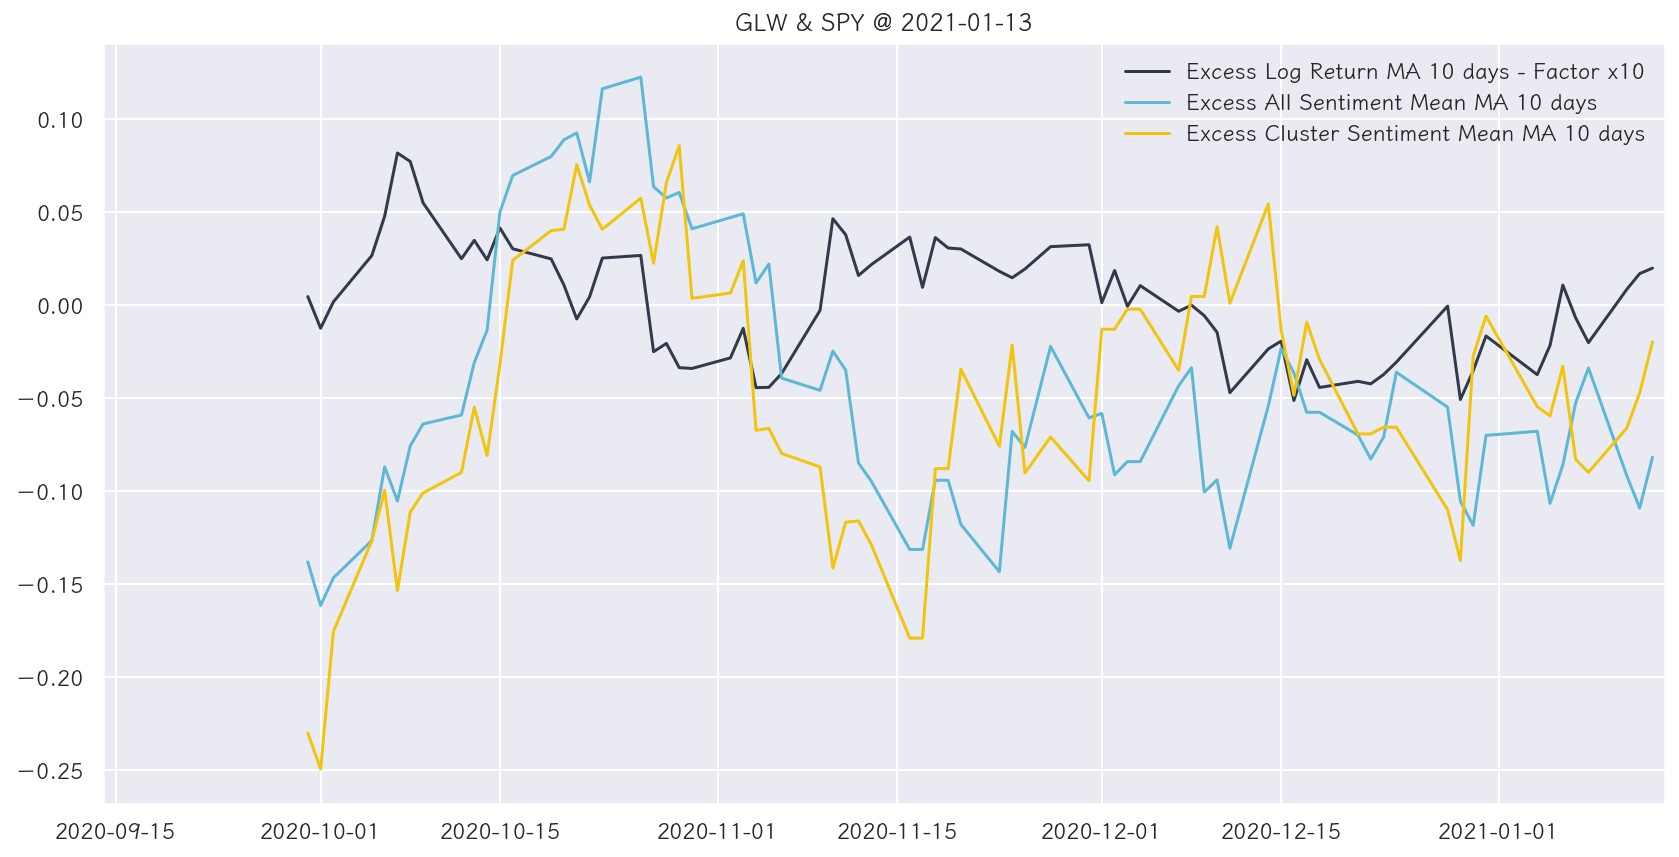 GLW & SPY @ 2021-01-13
Excess Log Return MA 10 days - Factor x10
Excess All Sentiment Mean MA 10 days
Excess Cluster Sentiment Mean MA 10 days
0.10
0.05
0.00
−0.05
−0.10
−0.15
−0.20
−0.25
2020-09-15 2020-10-01 2020-10-15 2020-11-01 2020-11-15 2020-12-01 2020-12-15 2021-01-01